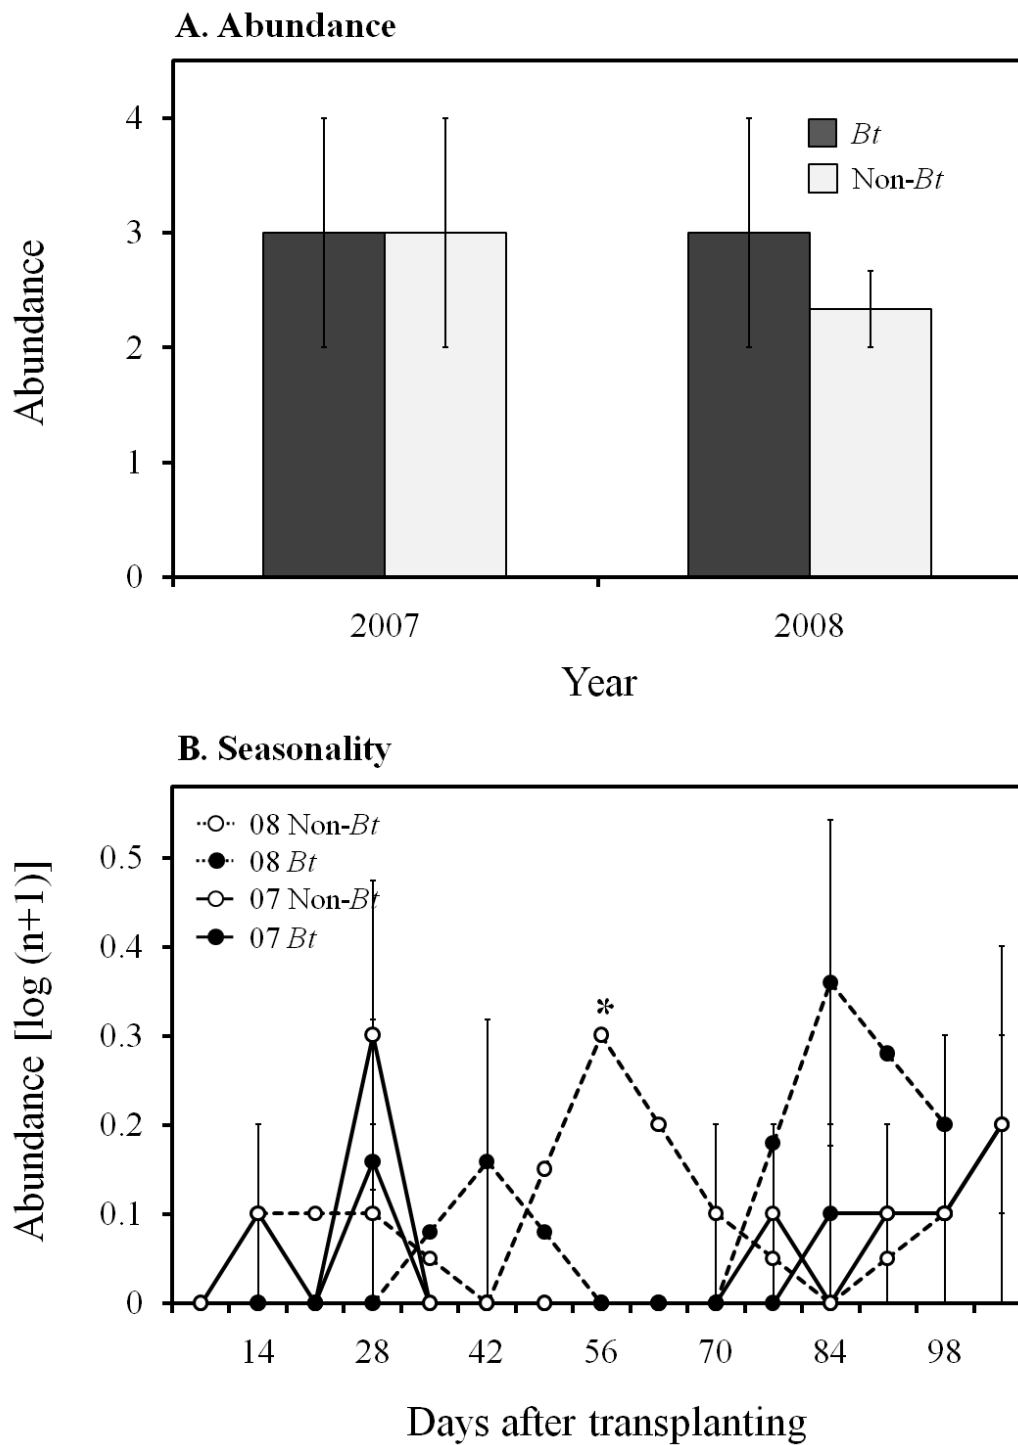 A. Abundance
Abundance
4
3
2
1
0
Bt
Non-Bt
2007 2008
Year
B. Seasonality
Abundance [log (n+1)]
0.5
0.4
0.3
0.2
0.1
0
08 Non-Bt
08 Bt
07 Non-Bt
07 Bt
*
14 28 42 56 70 84 98
Days after transplanting